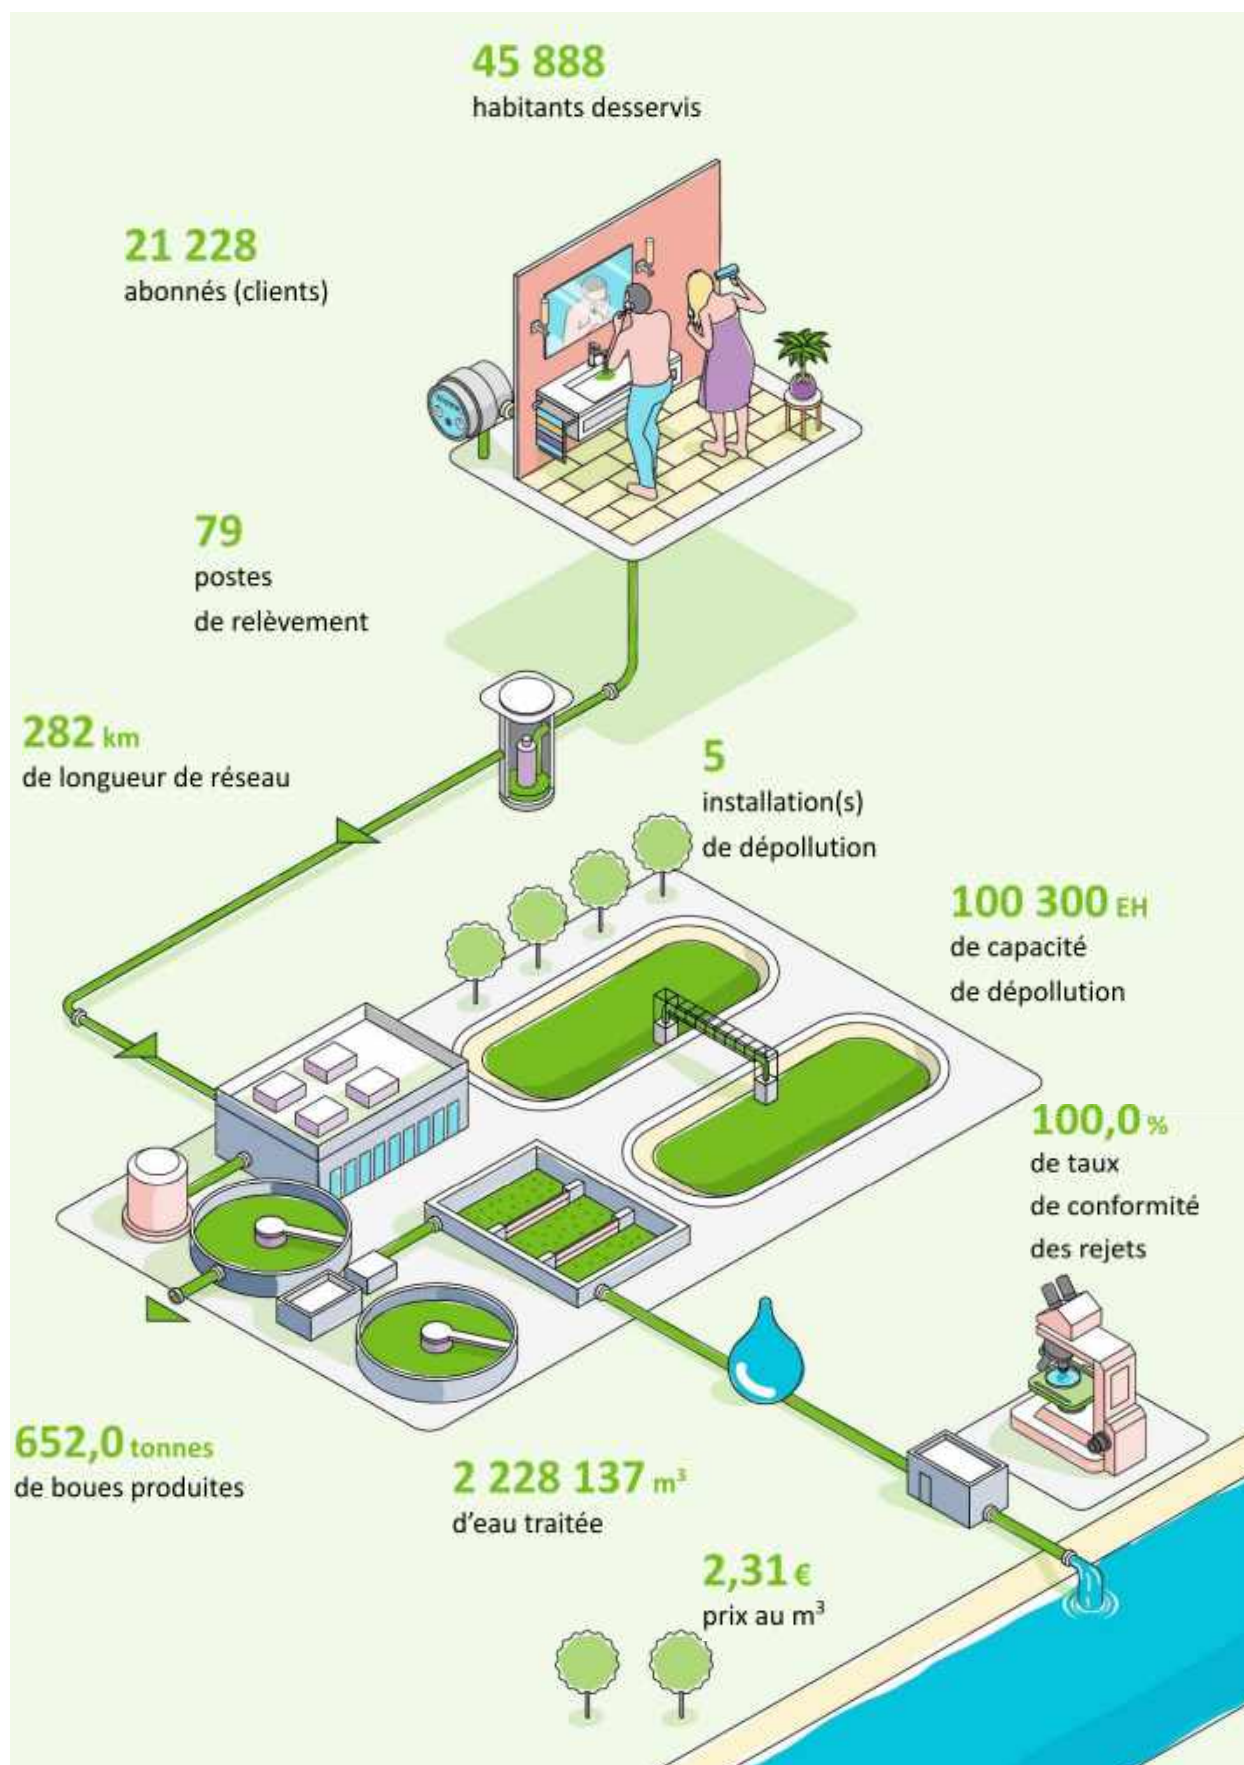 45 888
habitants desservis
21 228
abonnés (clients)
79
postes
de relèvement
282 km
de longueur de réseau
5
installation(s)
de dépollution
100 300 EH
de capacité
de dépollution
100,0 %
de taux
de conformité
des rejets
652,0 tonnes
de boues produites
2 228 137 m³
d'eau traitée
2,31 €
prix au m³